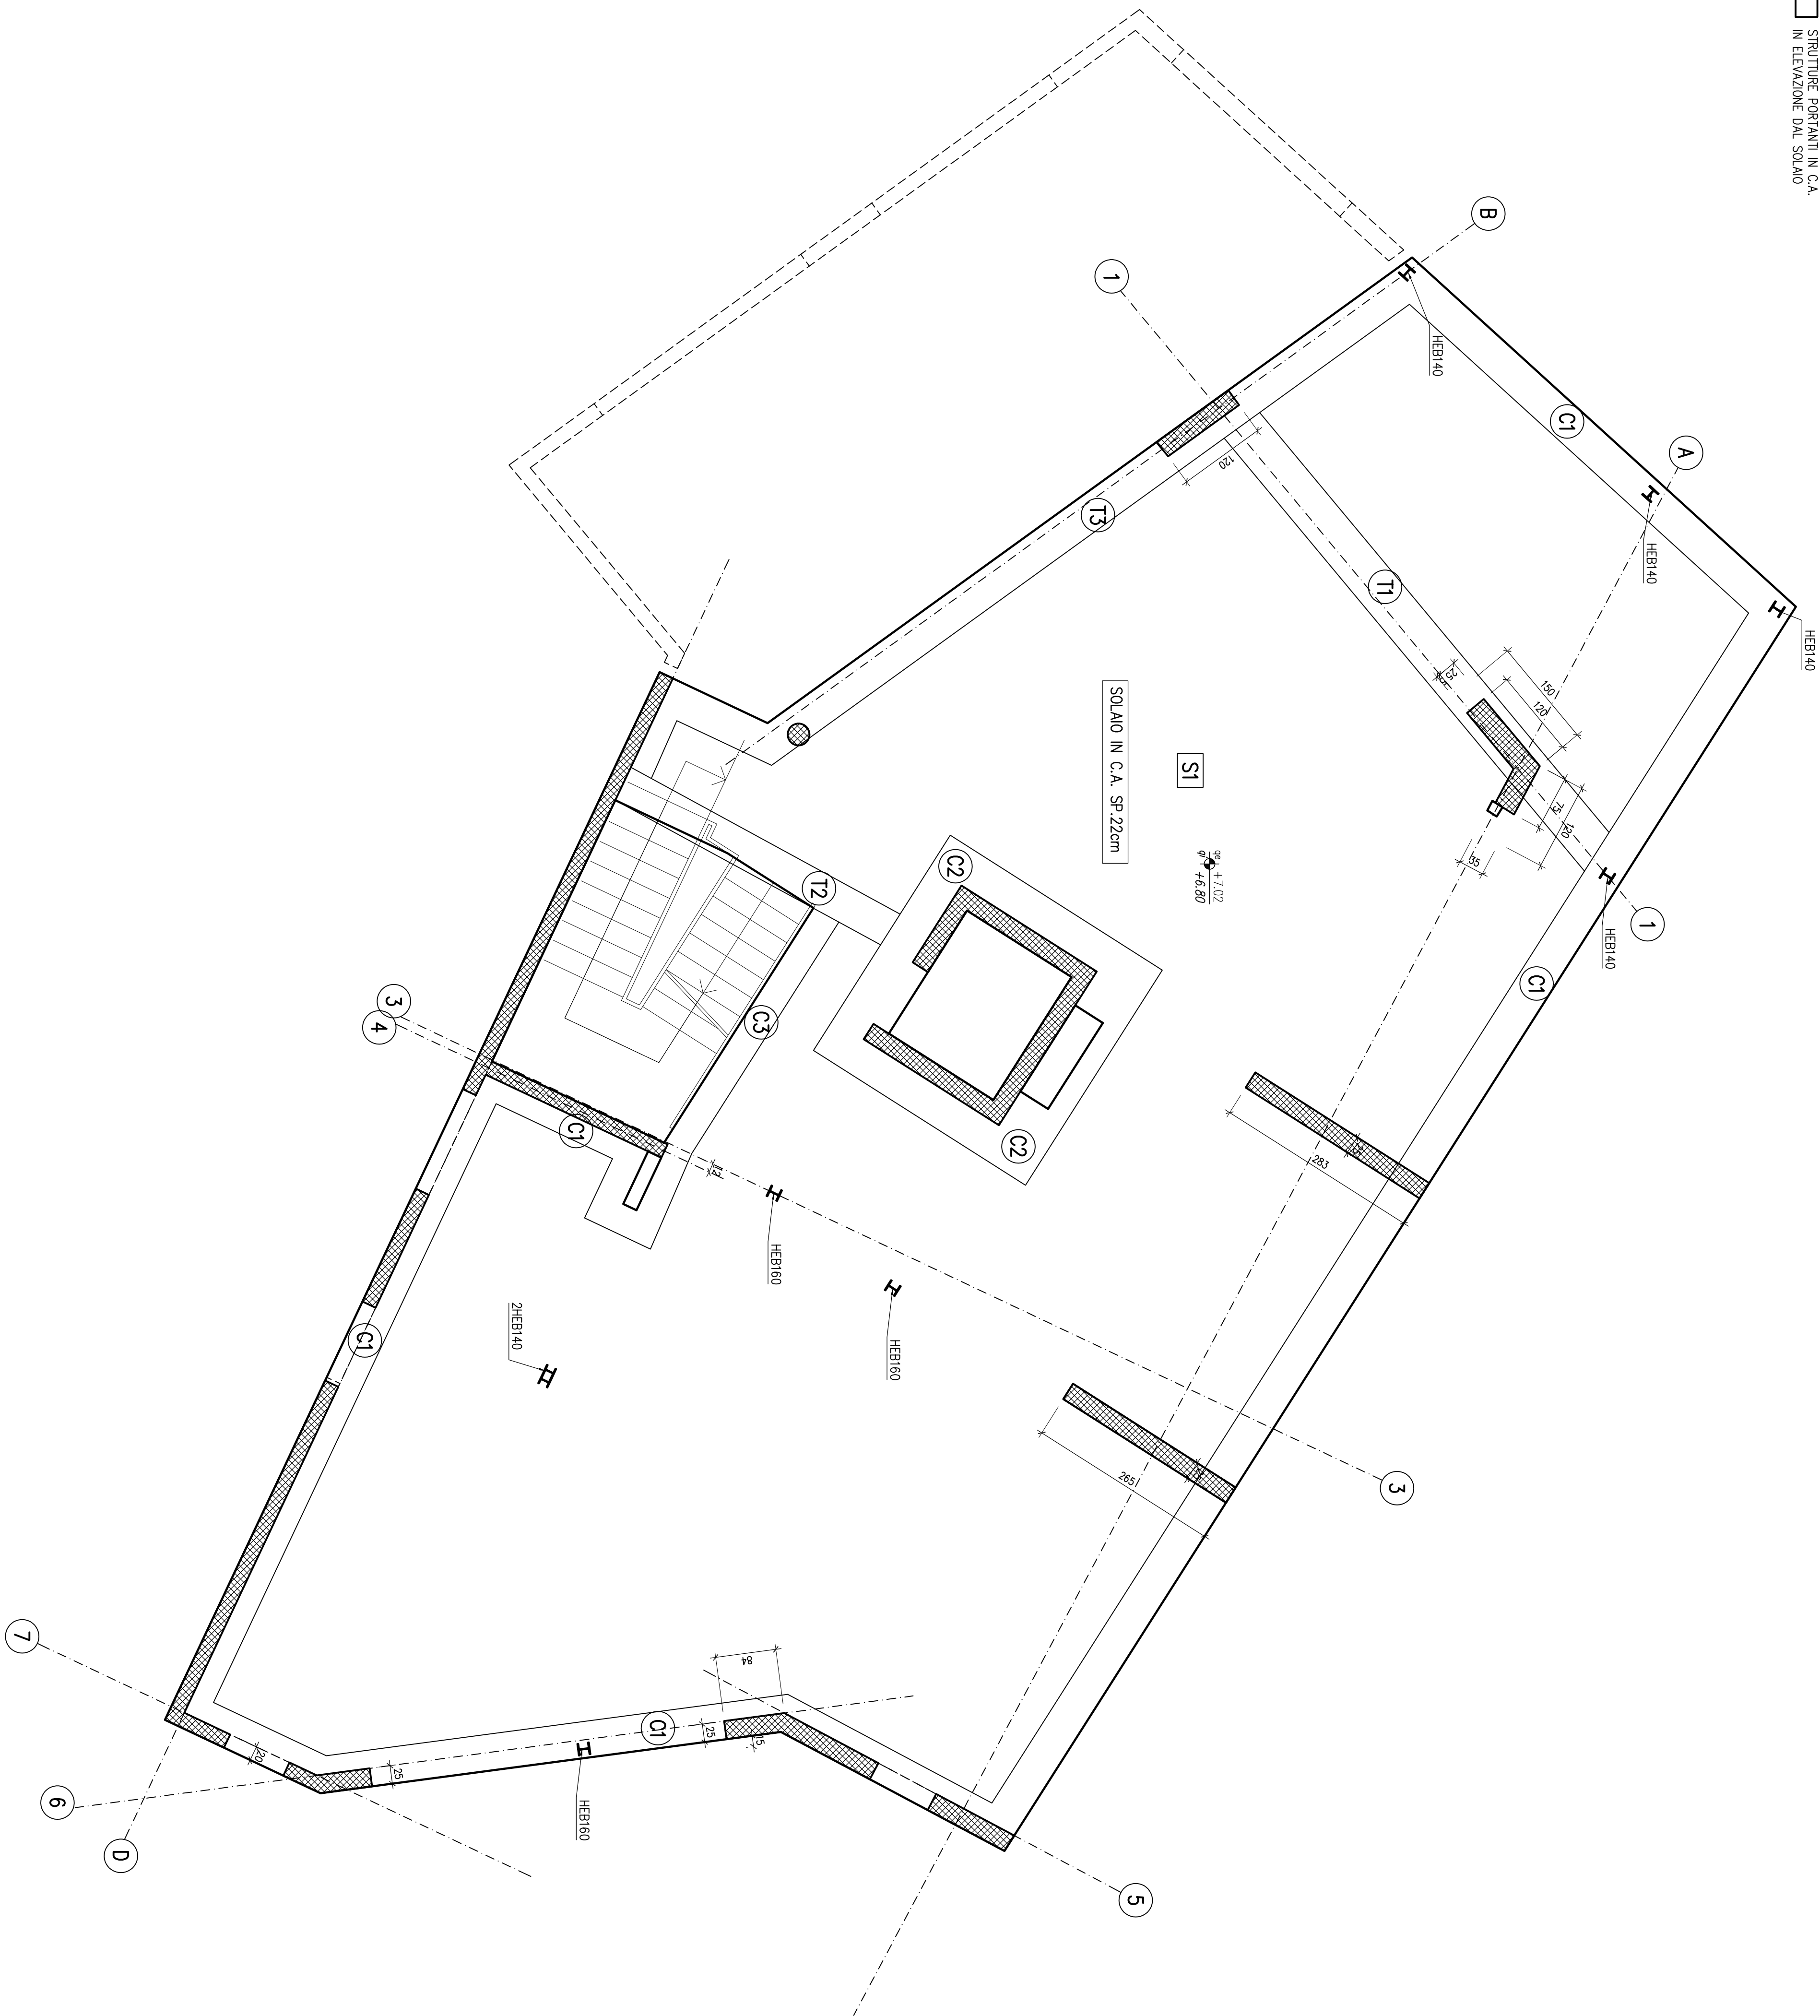 STRUTTURE PORTANTI IN C.A.
IN ELEVAZIONE DAL SOLAIO
B
1
HEB140
C1
A
HEB140
HEB140
120
T3
T1
25
150
120
75
120
35
1
HEB140
C1
S1
SOLAIO IN C.A. SP.22cm
qe +7.02
+6.80
C2
T2
C3
C2
3
4
C1
283
HEB160
HEB160
2HEB140
C1
265
3
84
25
15
C1
25
20
HEB160
7
6
D
5